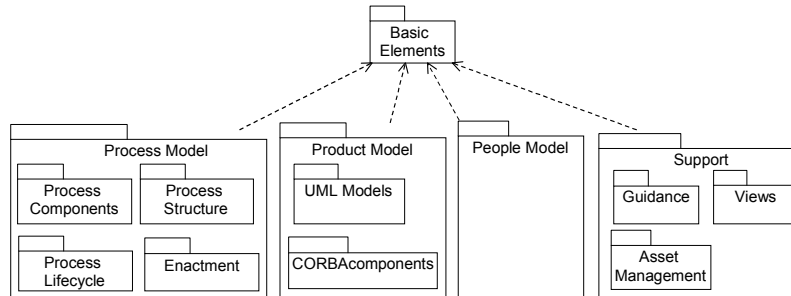 Basic
Elements
Process Model
Process
Components
Process
Structure
Process
Lifecycle
Enactment
Product Model
UML Models
CORBAcomponents
People Model
Support
Guidance
Views
Asset
Management